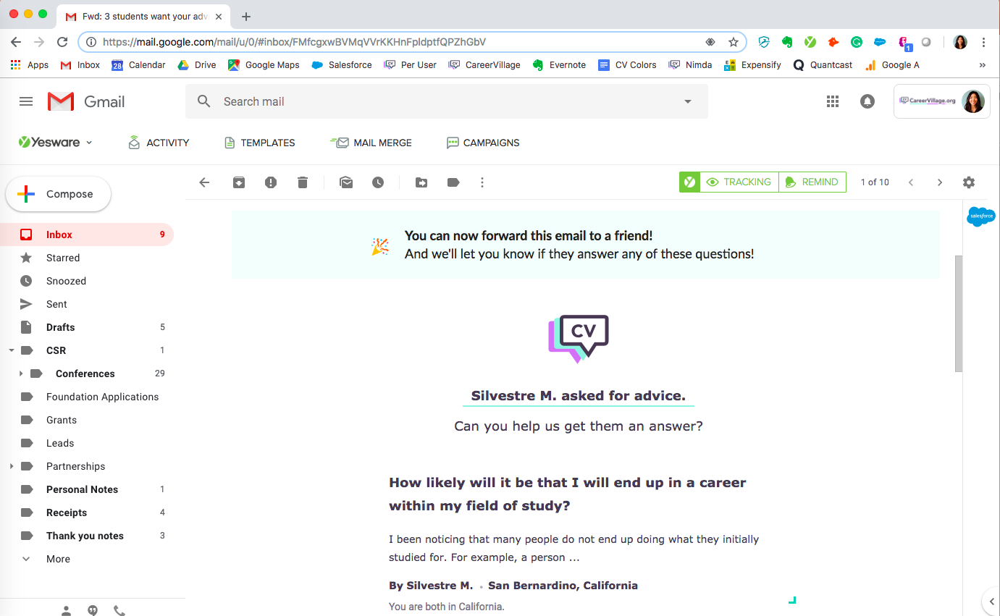 Fwd: 3 students want your adv
https://mail.google.com/mail/u/0/#inbox/FMfcgxwBVMqVVrKKHnFpldptfQPZhGbV
1
Apps Inbox 28 Calendar Drive Google Maps Salesforce CV Per User CV CareerVillage Evernote CV Colors CV Nimda Expensify Quantcast Google A »
Gmail
Search mail
CareerVillage.org
Yesware ACTIVITY TEMPLATES MAIL MERGE CAMPAIGNS
Compose
TRACKING REMIND 1 of 10
salesforce
Inbox 9
Starred
Snoozed
Sent
Drafts 5
CSR 1
Conferences 29
Foundation Applications
Grants
Leads
Partnerships
Personal Notes 1
Receipts 4
Thank you notes 3
More
You can now forward this email to a friend!
And we'll let you know if they answer any of these questions!
CV
Silvestre M. asked for advice.
Can you help us get them an answer?
How likely will it be that I will end up in a career
within my field of study?
I been noticing that many people do not end up doing what they initially
studied for. For example, a person ...
By Silvestre M. • San Bernardino, California
You are both in California.